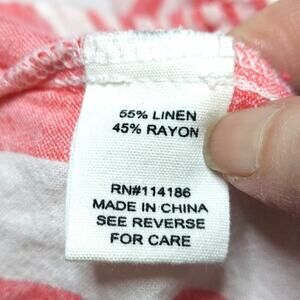 55% LINEN
45% RAYON
RN#114186
MADE IN CHINA
SEE REVERSE
FOR CARE